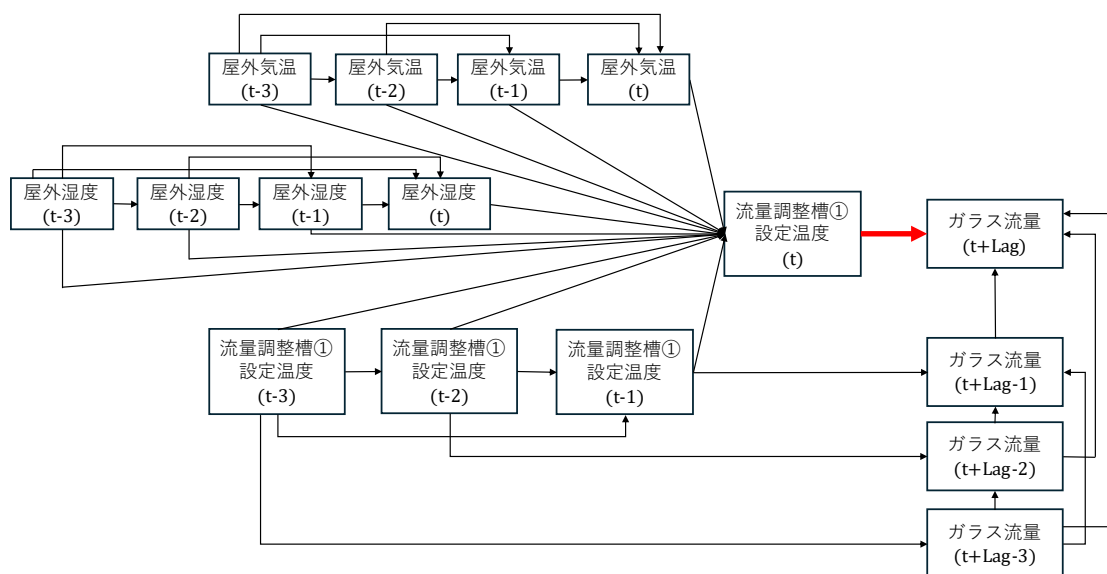 屋外気温
(t-3)
屋外気温
(t-2)
屋外気温
(t-1)
屋外気温
(t)
屋外湿度
(t-3)
屋外湿度
(t-2)
屋外湿度
(t-1)
屋外湿度
(t)
流量調整槽①
設定温度
(t)
ガラス流量
(t+Lag)
流量調整槽①
設定温度
(t-3)
流量調整槽①
設定温度
(t-2)
流量調整槽①
設定温度
(t-1)
ガラス流量
(t+Lag-1)
ガラス流量
(t+Lag-2)
ガラス流量
(t+Lag-3)